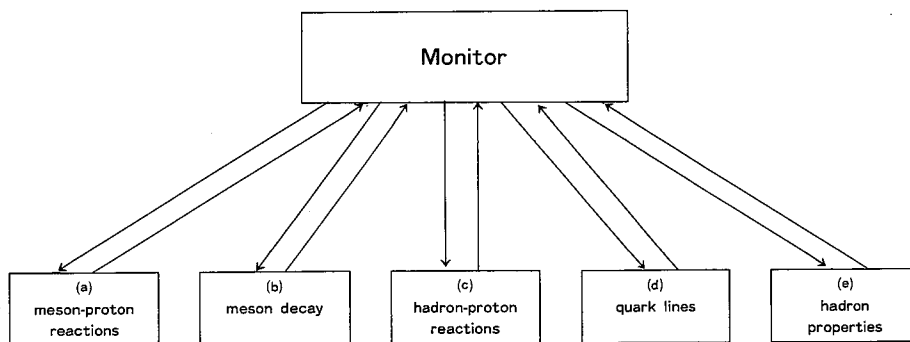 Monitor
(a)
meson-proton
reactions
(b)
meson decay
(c)
hadron-proton
reactions
(d)
quark lines
(e)
hadron
properties